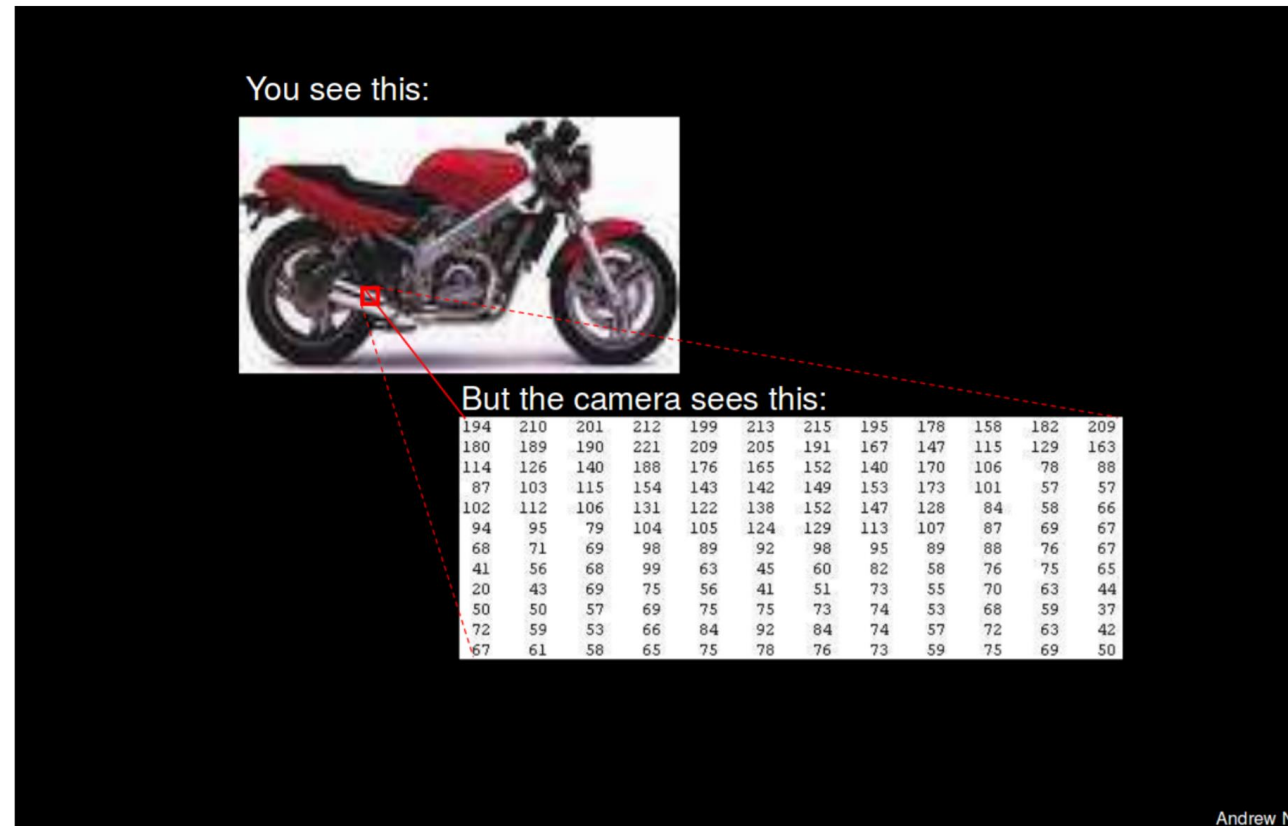 You see this:
But the camera sees this:
194 210 201 212 199 213 215 195 178 158 182 209
180 189 190 221 209 205 191 167 147 115 129 163
114 126 140 188 176 165 152 140 170 106 78 88
87 103 115 154 143 142 149 153 173 101 57 57
102 112 106 131 122 138 152 147 128 84 58 66
94 95 79 104 105 124 129 113 107 87 69 67
68 71 69 98 89 92 98 95 89 88 76 67
41 56 68 99 63 45 60 82 58 76 75 65
20 43 69 75 56 41 51 73 55 70 63 44
50 50 57 69 75 75 73 74 53 68 59 37
72 59 53 66 84 92 84 74 57 72 63 42
67 61 58 65 75 78 76 73 59 75 69 50
Andrew N